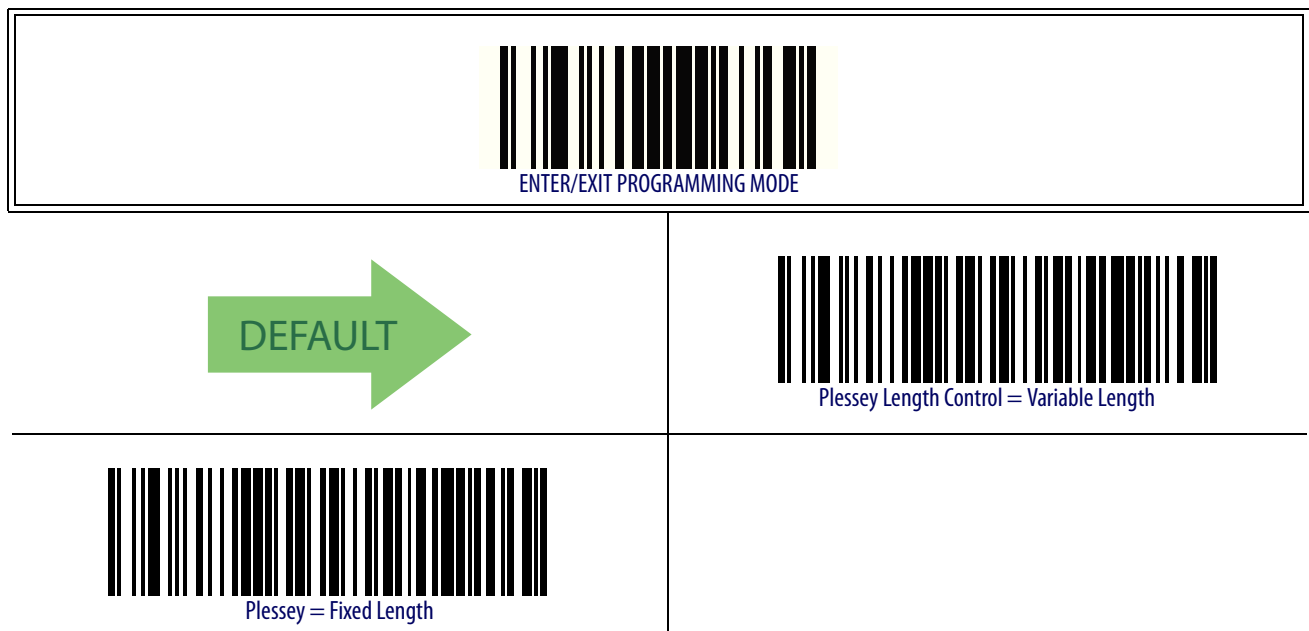 ENTER/EXIT PROGRAMMING MODE
DEFAULT
Plessey Length Control = Variable Length
Plessey = Fixed Length